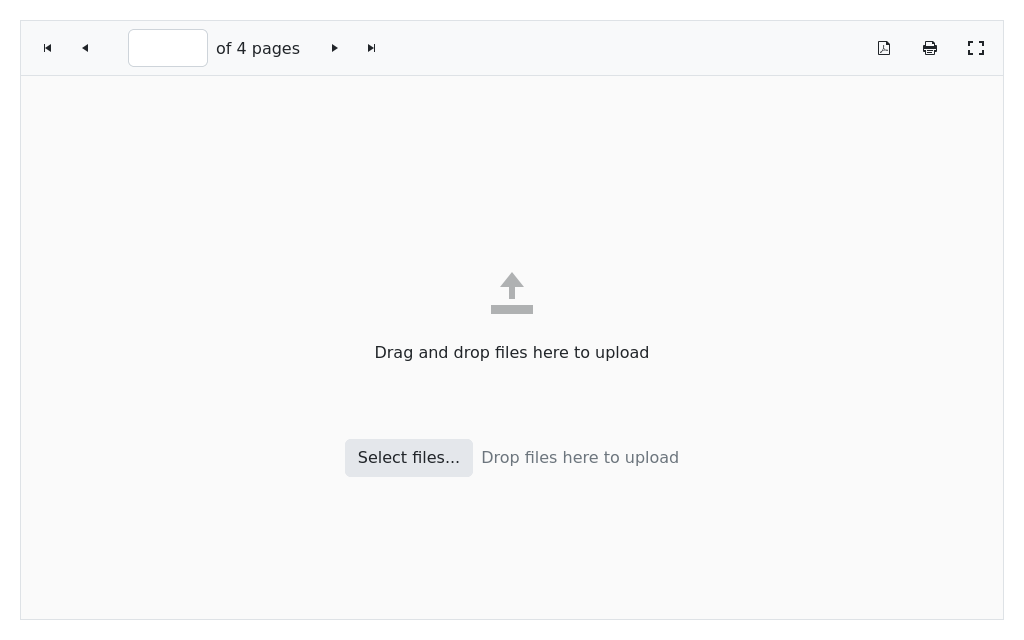 of 4 pages
Drag and drop files here to upload
Select files...
Drop files here to upload